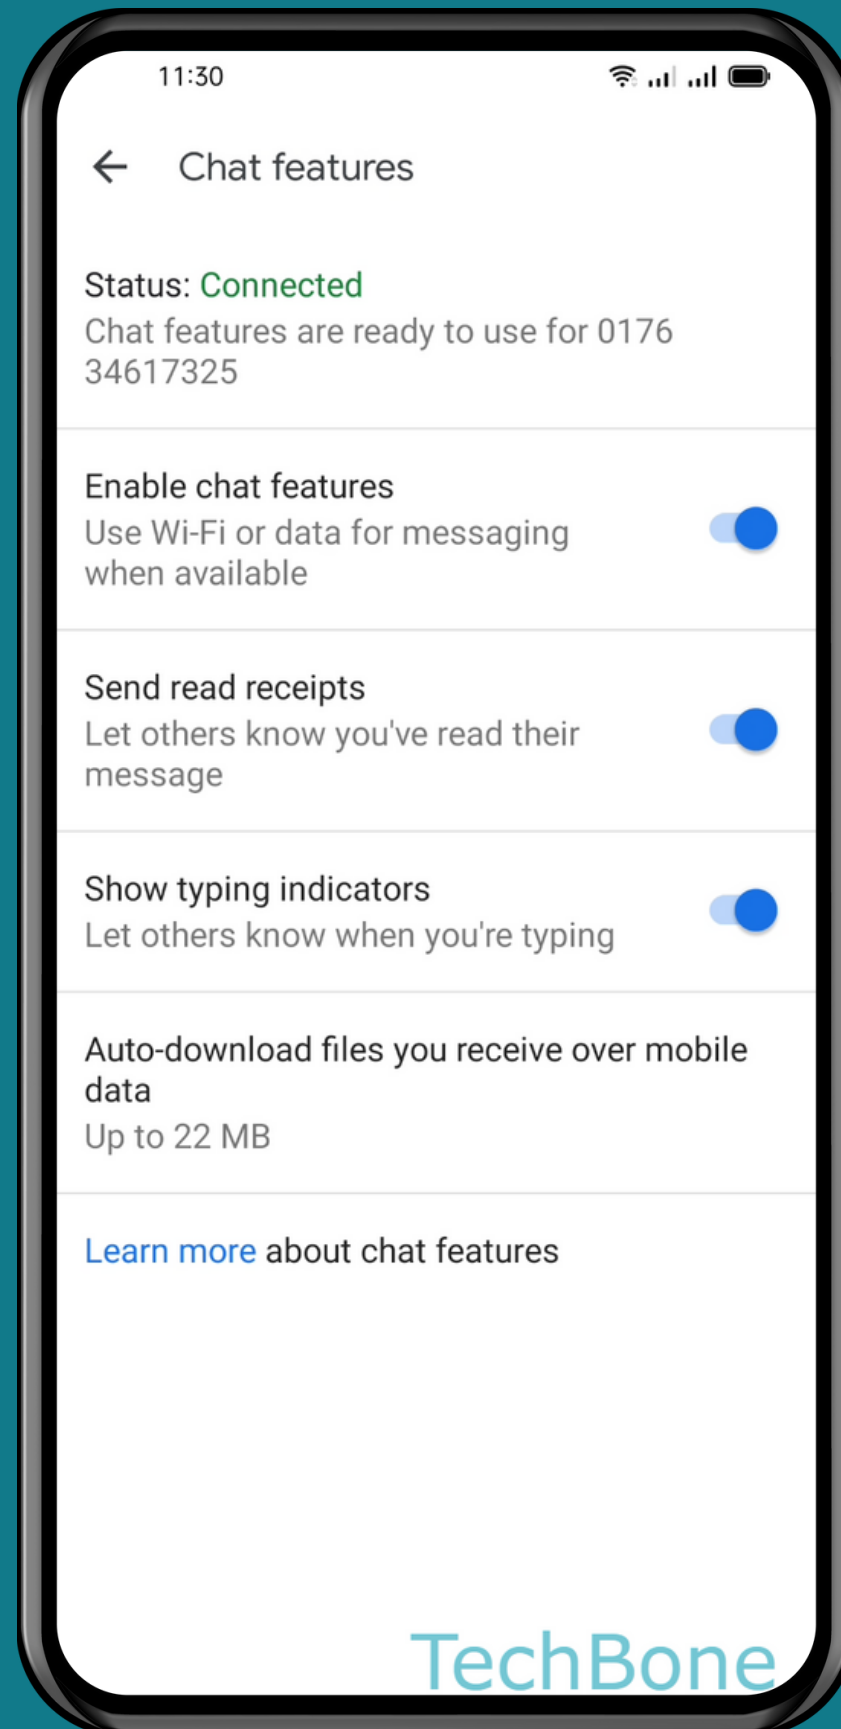 11:30
Chat features
Status: Connected
Chat features are ready to use for 0176
34617325
Enable chat features
Use Wi-Fi or data for messaging
when available
Send read receipts
Let others know you've read their
message
Show typing indicators
Let others know when you're typing
Auto-download files you receive over mobile
data
Up to 22 MB
Learn more about chat features
TechBone